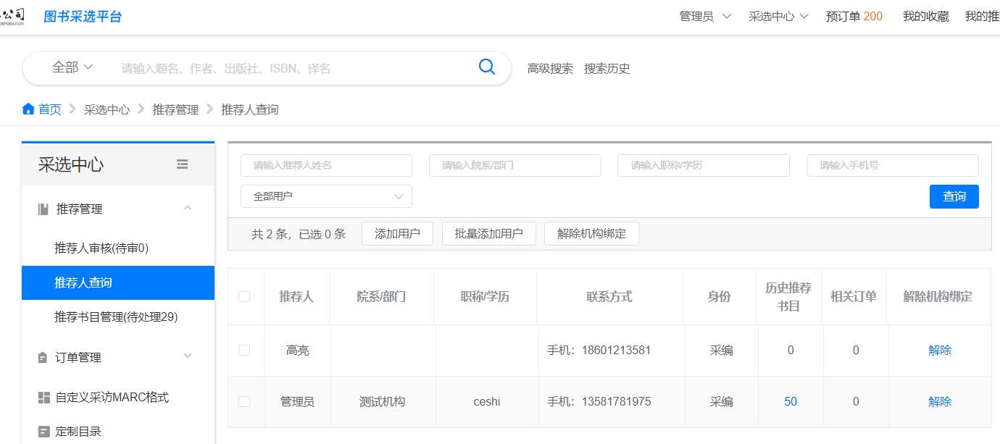 公司
ORPORATION
图书采选平台
管理员 采选中心 预订单 200 我的收藏 我的推
全部 请输入题名、作者、出版社、ISBN、译名 高级搜索 搜索历史
首页 采选中心 推荐管理 推荐人查询
采选中心
推荐管理
推荐人审核(待审0)
推荐人查询
推荐书目管理(待处理29)
订单管理
自定义采访MARC格式
定制目录
请输入推荐人姓名 请输入院系/部门 请输入职称/学历 请输入手机号
全部用户 查询
共 2 条，已选 0 条 添加用户 批量添加用户 解除机构绑定
推荐人 院系/部门 职称/学历 联系方式 身份 历史推荐书目 相关订单 解除机构绑定
高亮 手机：18601213581 采编 0 0 解除
管理员 测试机构 ceshi 手机：13581781975 采编 50 0 解除